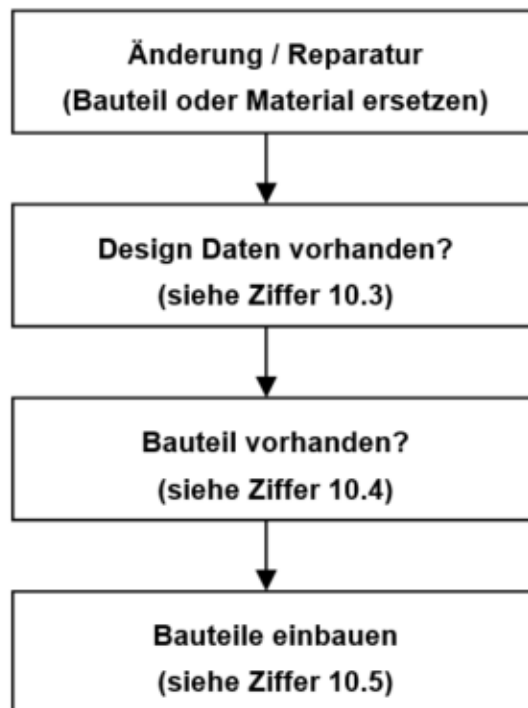 Änderung / Reparatur
(Bauteil oder Material ersetzen)
Design Daten vorhanden?
(siehe Ziffer 10.3)
Bauteil vorhanden?
(siehe Ziffer 10.4)
Bauteile einbauen
(siehe Ziffer 10.5)